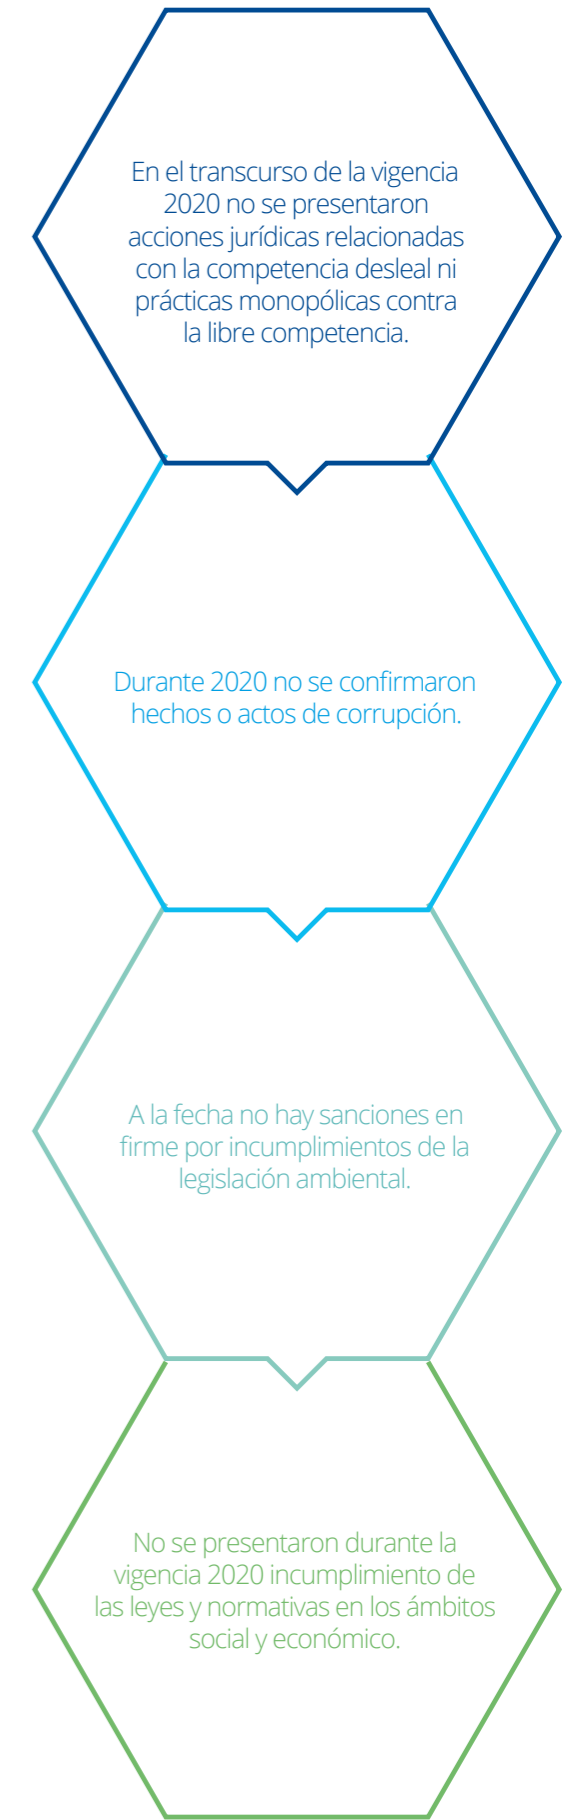 En el transcurso de la vigencia
2020 no se presentaron
acciones jurídicas relacionadas
con la competencia desleal ni
prácticas monopólicas contra
la libre competencia.
Durante 2020 no se confirmaron
hechos o actos de corrupción.
A la fecha no hay sanciones en
firme por incumplimientos de la
legislación ambiental.
No se presentaron durante la
vigencia 2020 incumplimiento de
las leyes y normativas en los ámbitos
social y económico.